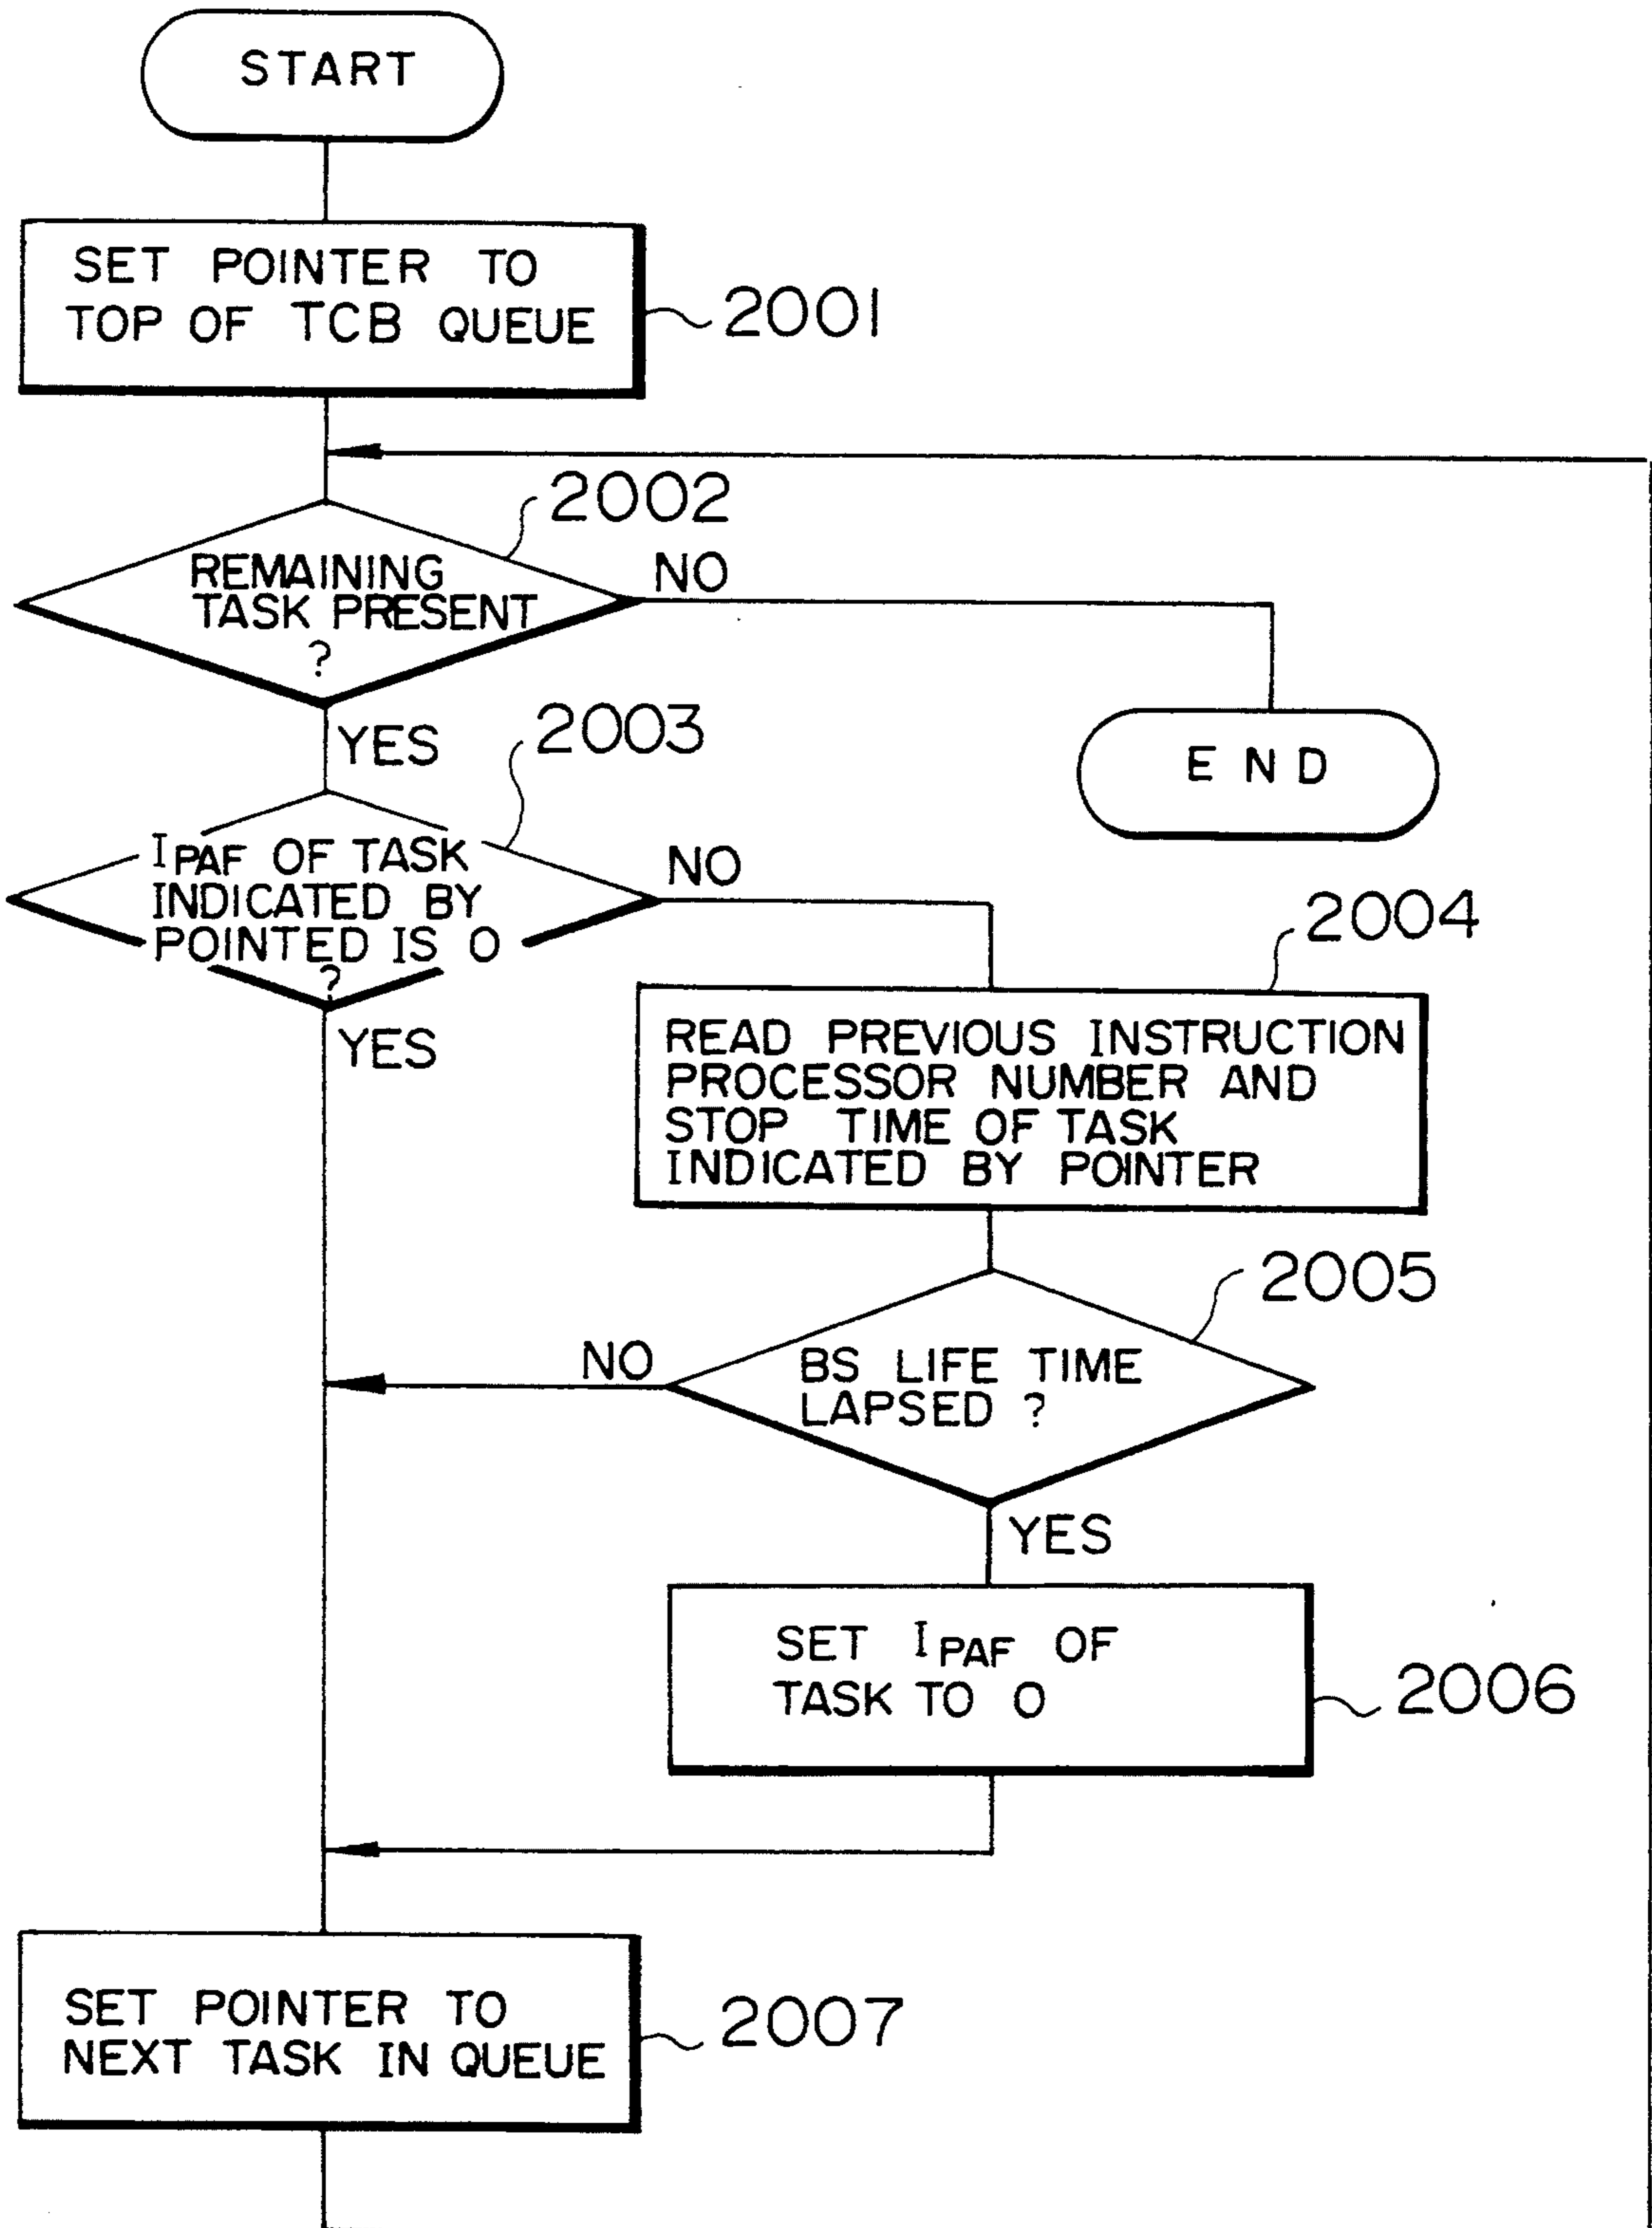 START
SET POINTER TO
TOP OF TCB QUEUE
2001
2002
REMAINING
TASK PRESENT
?
NO
YES
END
2003
IPAF OF TASK
INDICATED BY
POINTED IS 0
?
NO
YES
2004
READ PREVIOUS INSTRUCTION
PROCESSOR NUMBER AND
STOP TIME OF TASK
INDICATED BY POINTER
2005
BS LIFE TIME
LAPSED ?
NO
YES
SET IPAF OF
TASK TO 0
2006
SET POINTER TO
NEXT TASK IN QUEUE
2007